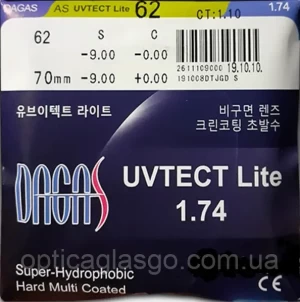 DAGAS AS UVTECT Lite 62 CT:1.10 1.74
62 S C
-9.00 -0.00 19.10.10.
70mm -9.00 +0.00
2611109000
191008DTJGD S
유브이텍트 라이트
비구면 렌즈
크린코팅 초발수
DAGAS
UVTECT Lite
1.74
opticaglasgo.com.ua
Super-Hydrophobic
Hard Multi Coated
CE